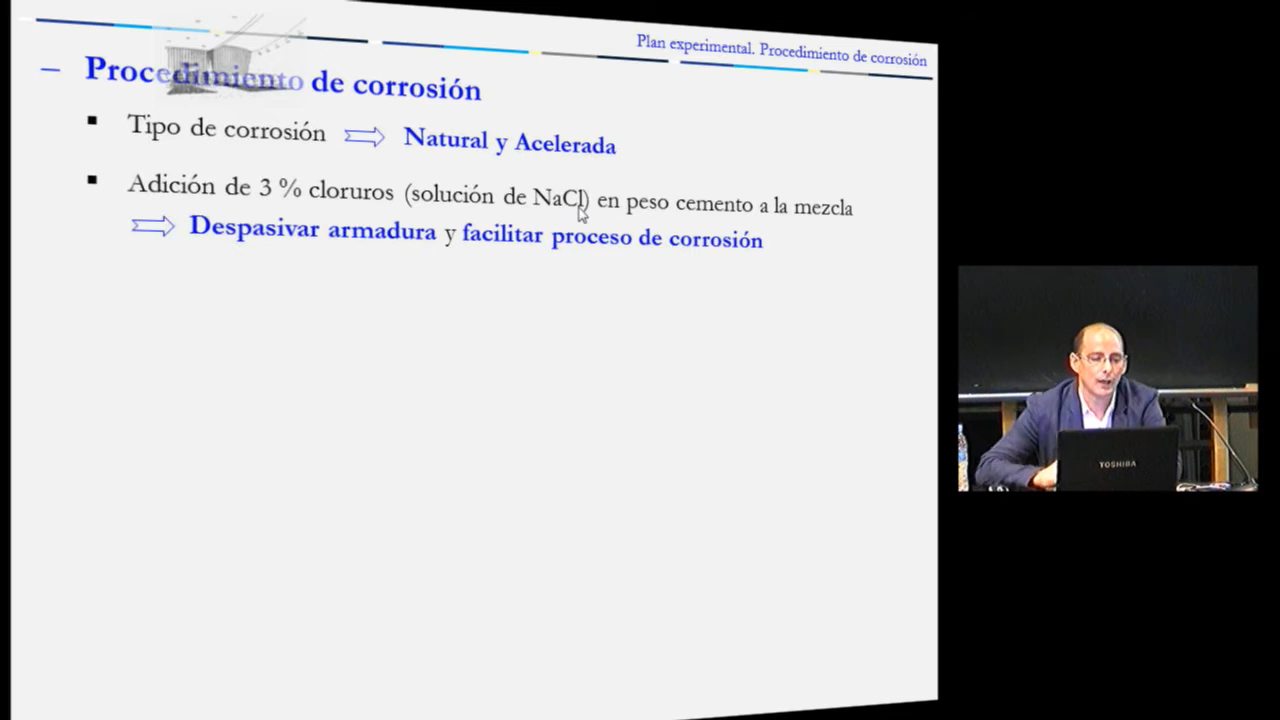 Plan experimental. Procedimiento de corrosión
– Procedimiento de corrosión
▪ Tipo de corrosión ⇒ Natural y Acelerada
▪ Adición de 3 % cloruros (solución de NaCl) en peso cemento a la mezcla
⇒ Despasivar armadura y facilitar proceso de corrosión
TOSHIBA